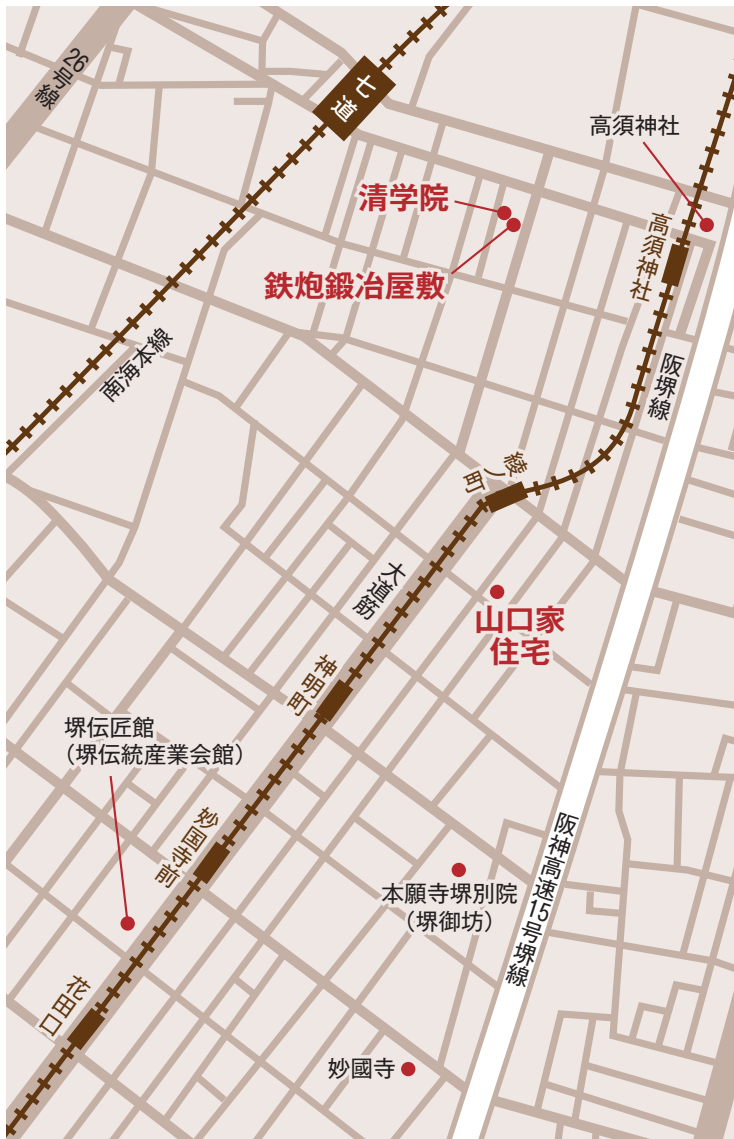 26号線
七道
高須神社
清学院
高須神社
鉄炮鍛冶屋敷
南海本線
阪堺線
綾ノ町
大道筋
山口家
住宅
神明町
堺伝匠館
（堺伝統産業会館）
妙国寺前
阪神高速15号堺線
本願寺堺別院
（堺御坊）
花田口
妙國寺